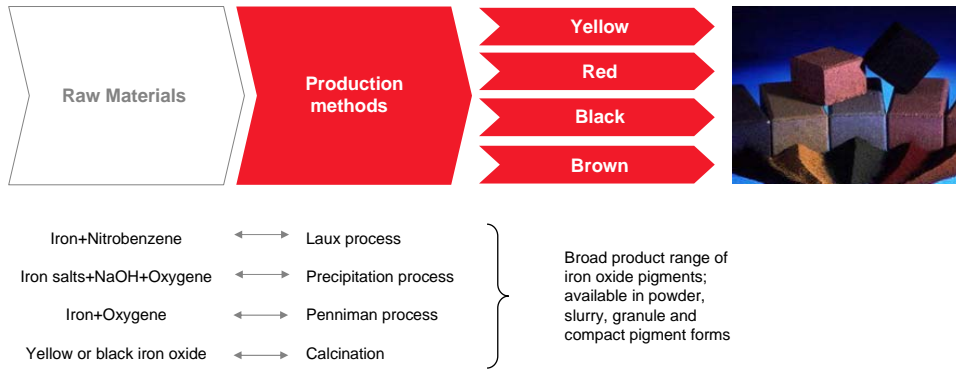 Raw Materials
Production
methods
Yellow
Red
Black
Brown
Iron+Nitrobenzene
Laux process
Iron salts+NaOH+Oxygene
Precipitation process
Iron+Oxygene
Penniman process
Yellow or black iron oxide
Calcination
Broad product range of
iron oxide pigments;
available in powder,
slurry, granule and
compact pigment forms